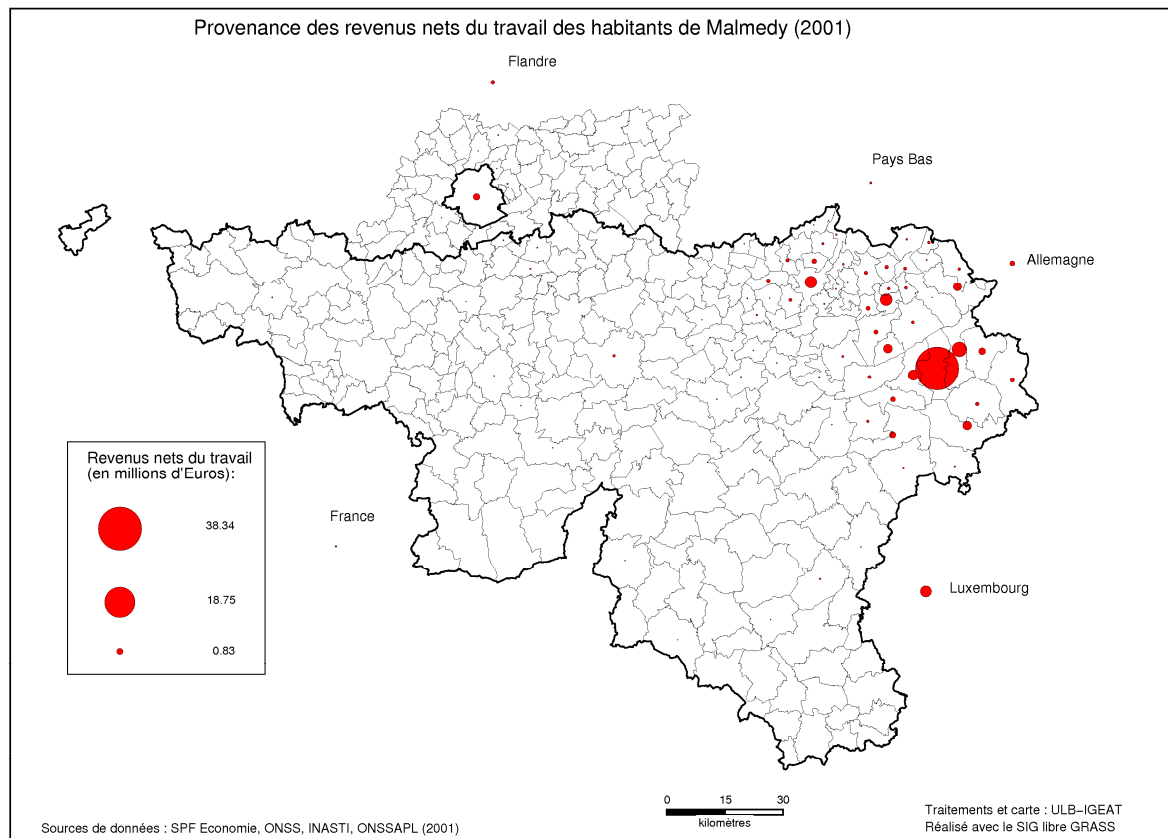 Provenance des revenus nets du travail des habitants de Malmedy (2001)
Flandre
Pays Bas
Allemagne
Revenus nets du travail
(en millions d'Euros):
38.34
18.75
0.83
France
Luxembourg
0 15 30
kilomètres
Sources de données : SPF Economie, ONSS, INASTI, ONSSAPL (2001)
Traitements et carte : ULB–IGEAT
Réalisé avec le SIG libre GRASS